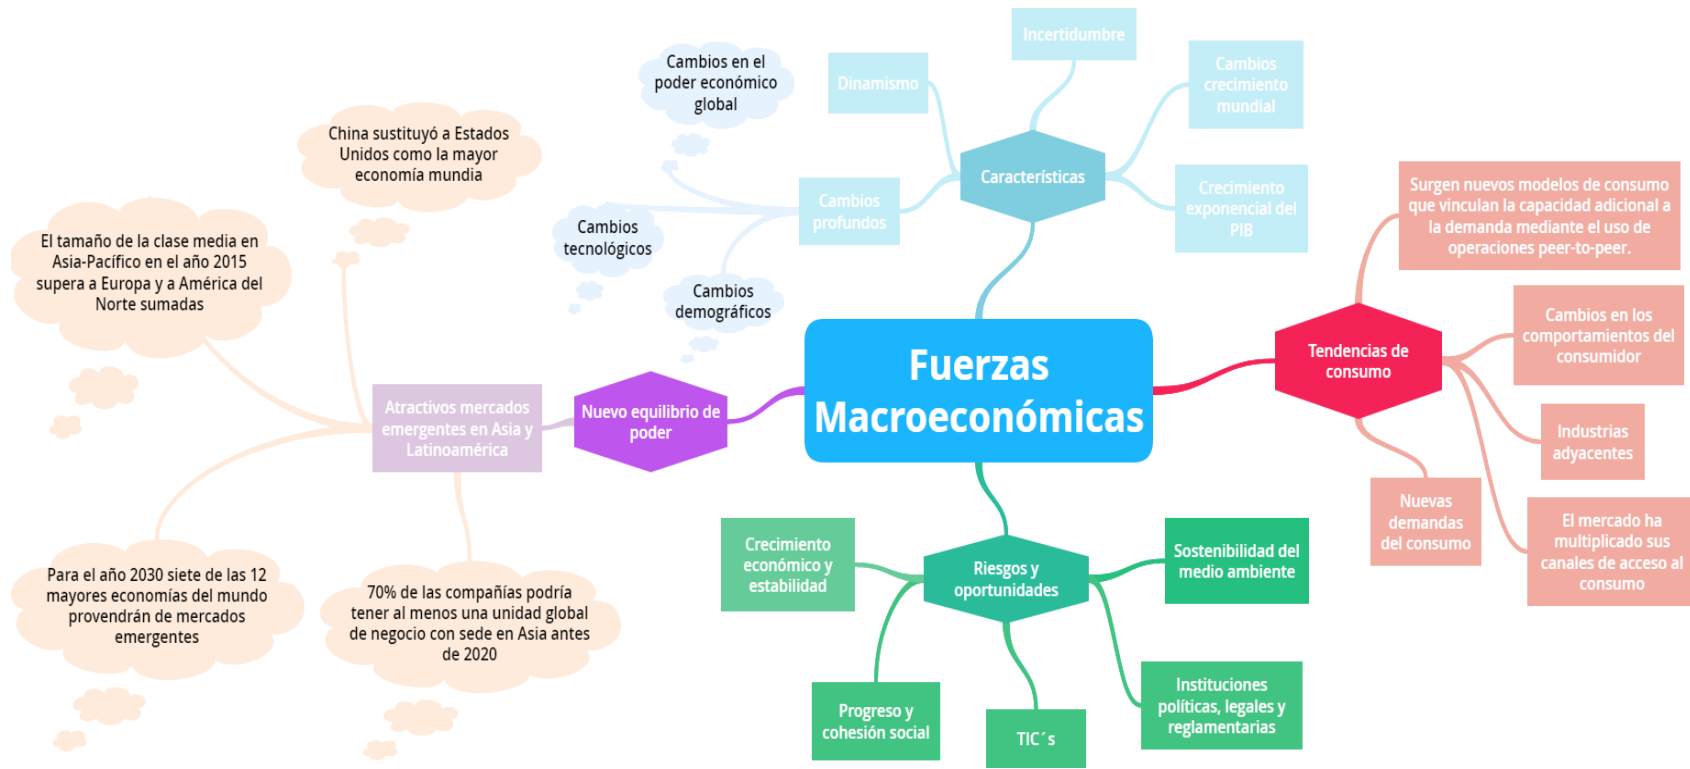 Fuerzas
Macroeconómicas
Características
Incertidumbre
Dinamismo
Cambios
crecimiento
mundial
Crecimiento
exponencial del
PIB
Cambios
profundos
Cambios en el
poder económico
global
Cambios
tecnológicos
Cambios
demográficos
Tendencias de
consumo
Surgen nuevos modelos de consumo
que vinculan la capacidad adicional a
la demanda mediante el uso de
operaciones peer-to-peer.
Cambios en los
comportamientos del
consumidor
Industrias
adyacentes
El mercado ha
multiplicado sus
canales de acceso al
consumo
Nuevas
demandas
del consumo
Riesgos y
oportunidades
Sostenibilidad del
medio ambiente
Instituciones
políticas, legales y
reglamentarias
TIC´s
Progreso y
cohesión social
Crecimiento
económico y
estabilidad
Nuevo equilibrio de
poder
Atractivos mercados
emergentes en Asia y
Latinoamérica
China sustituyó a Estados
Unidos como la mayor
economía mundia
El tamaño de la clase media en
Asia-Pacífico en el año 2015
supera a Europa y a América del
Norte sumadas
Para el año 2030 siete de las 12
mayores economías del mundo
provendrán de mercados
emergentes
70% de las compañías podría
tener al menos una unidad global
de negocio con sede en Asia antes
de 2020